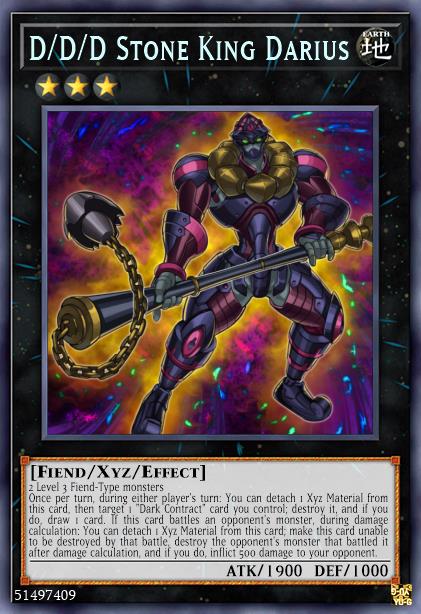 D/D/D STONE KING DARIUS
EARTH
地
[FIEND/XYZ/EFFECT]
2 Level 3 Fiend-Type monsters
Once per turn, during either player's turn: You can detach 1 Xyz Material from
this card, then target 1 "Dark Contract" card you control; destroy it, and if you
do, draw 1 card. If this card battles an opponent's monster, during damage
calculation: You can detach 1 Xyz Material from this card; make this card unable
to be destroyed by that battle, destroy the opponent's monster that battled it
after damage calculation, and if you do, inflict 500 damage to your opponent.
ATK/1900 DEF/1000
51497409